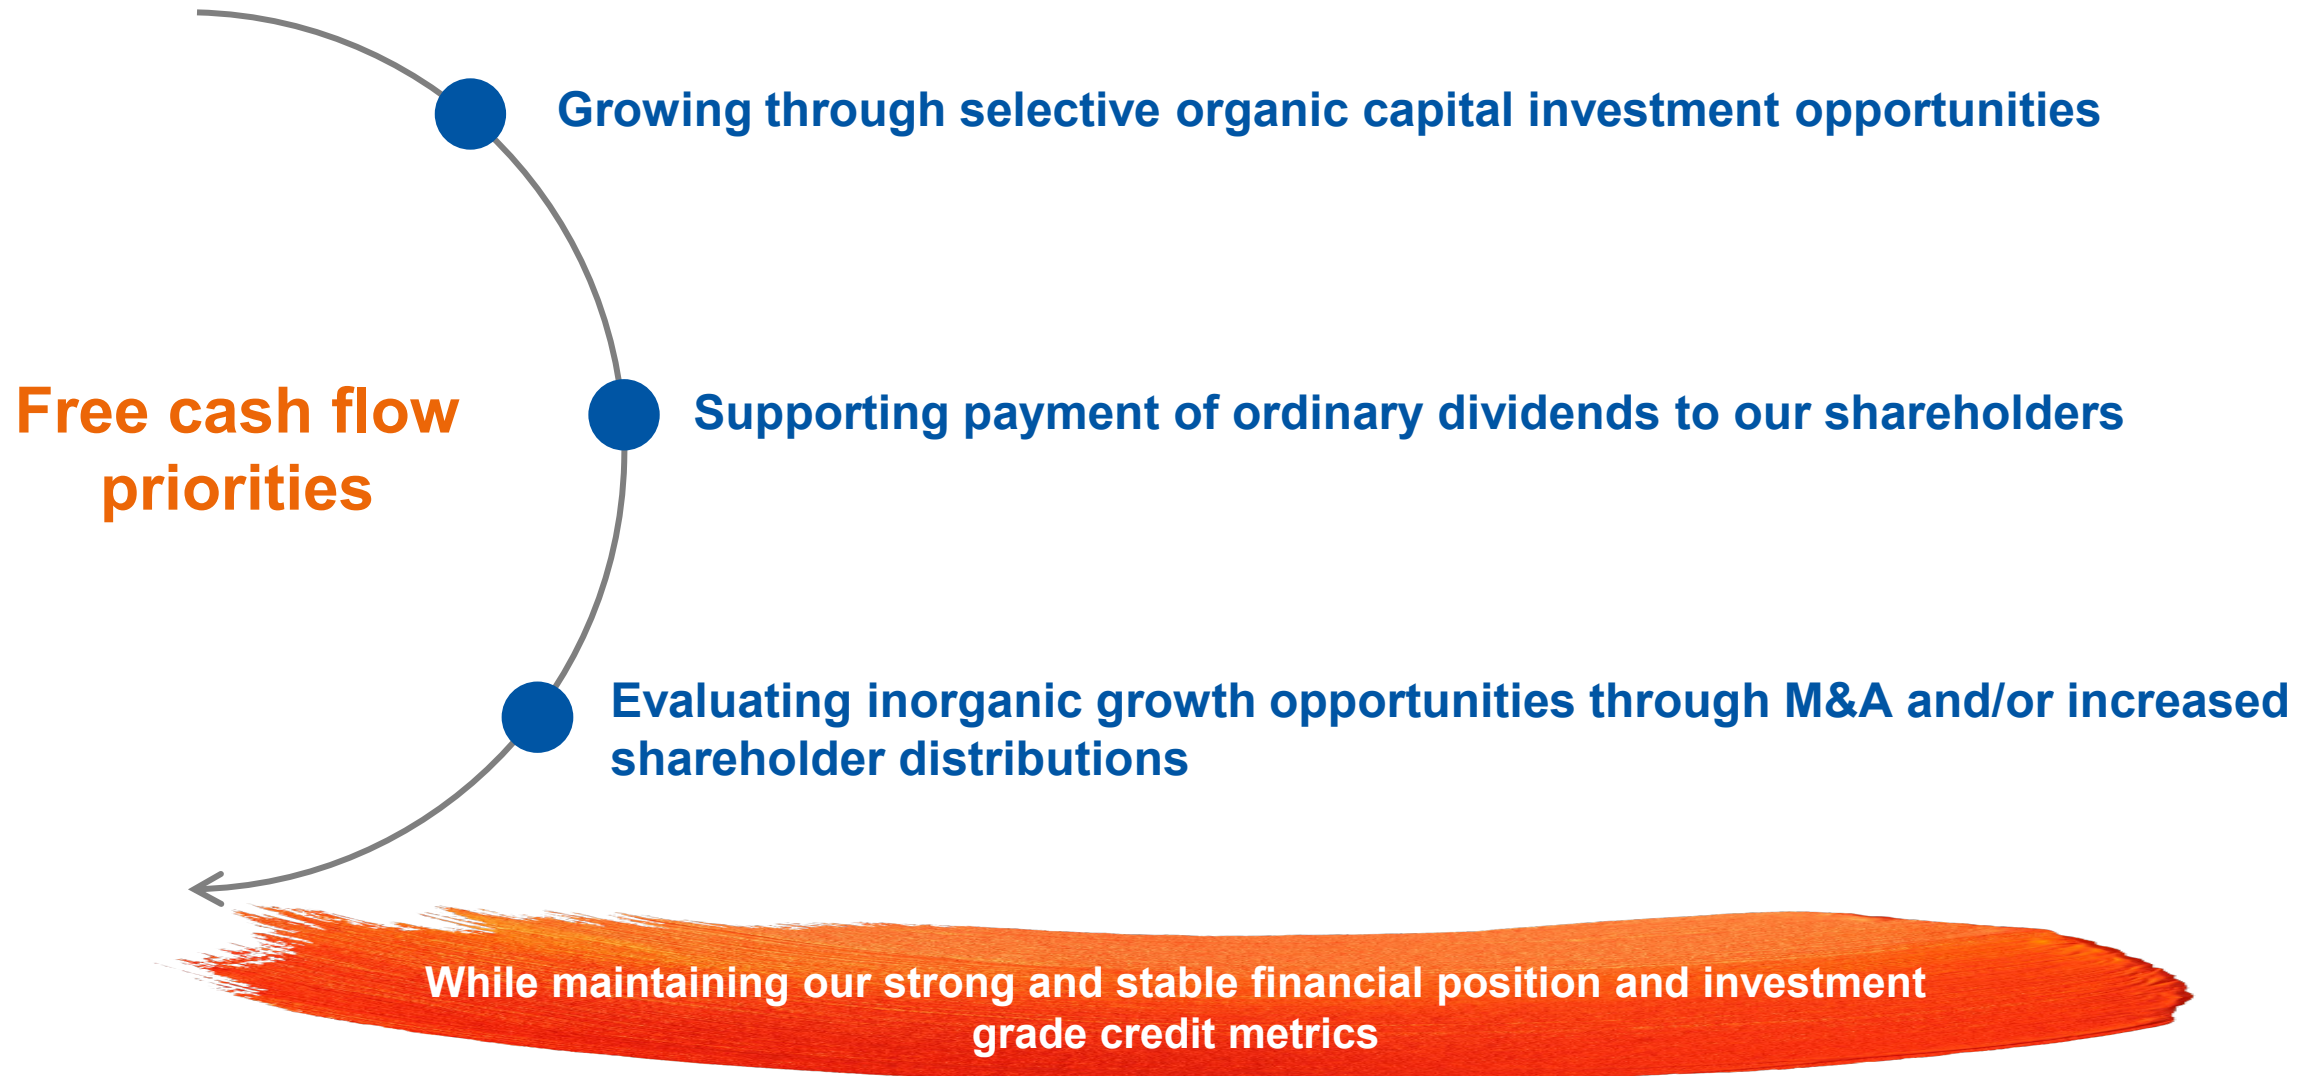 Growing through selective organic capital investment opportunities
Free cash flow
priorities
Supporting payment of ordinary dividends to our shareholders
Evaluating inorganic growth opportunities through M&A and/or increased
shareholder distributions
While maintaining our strong and stable financial position and investment
grade credit metrics